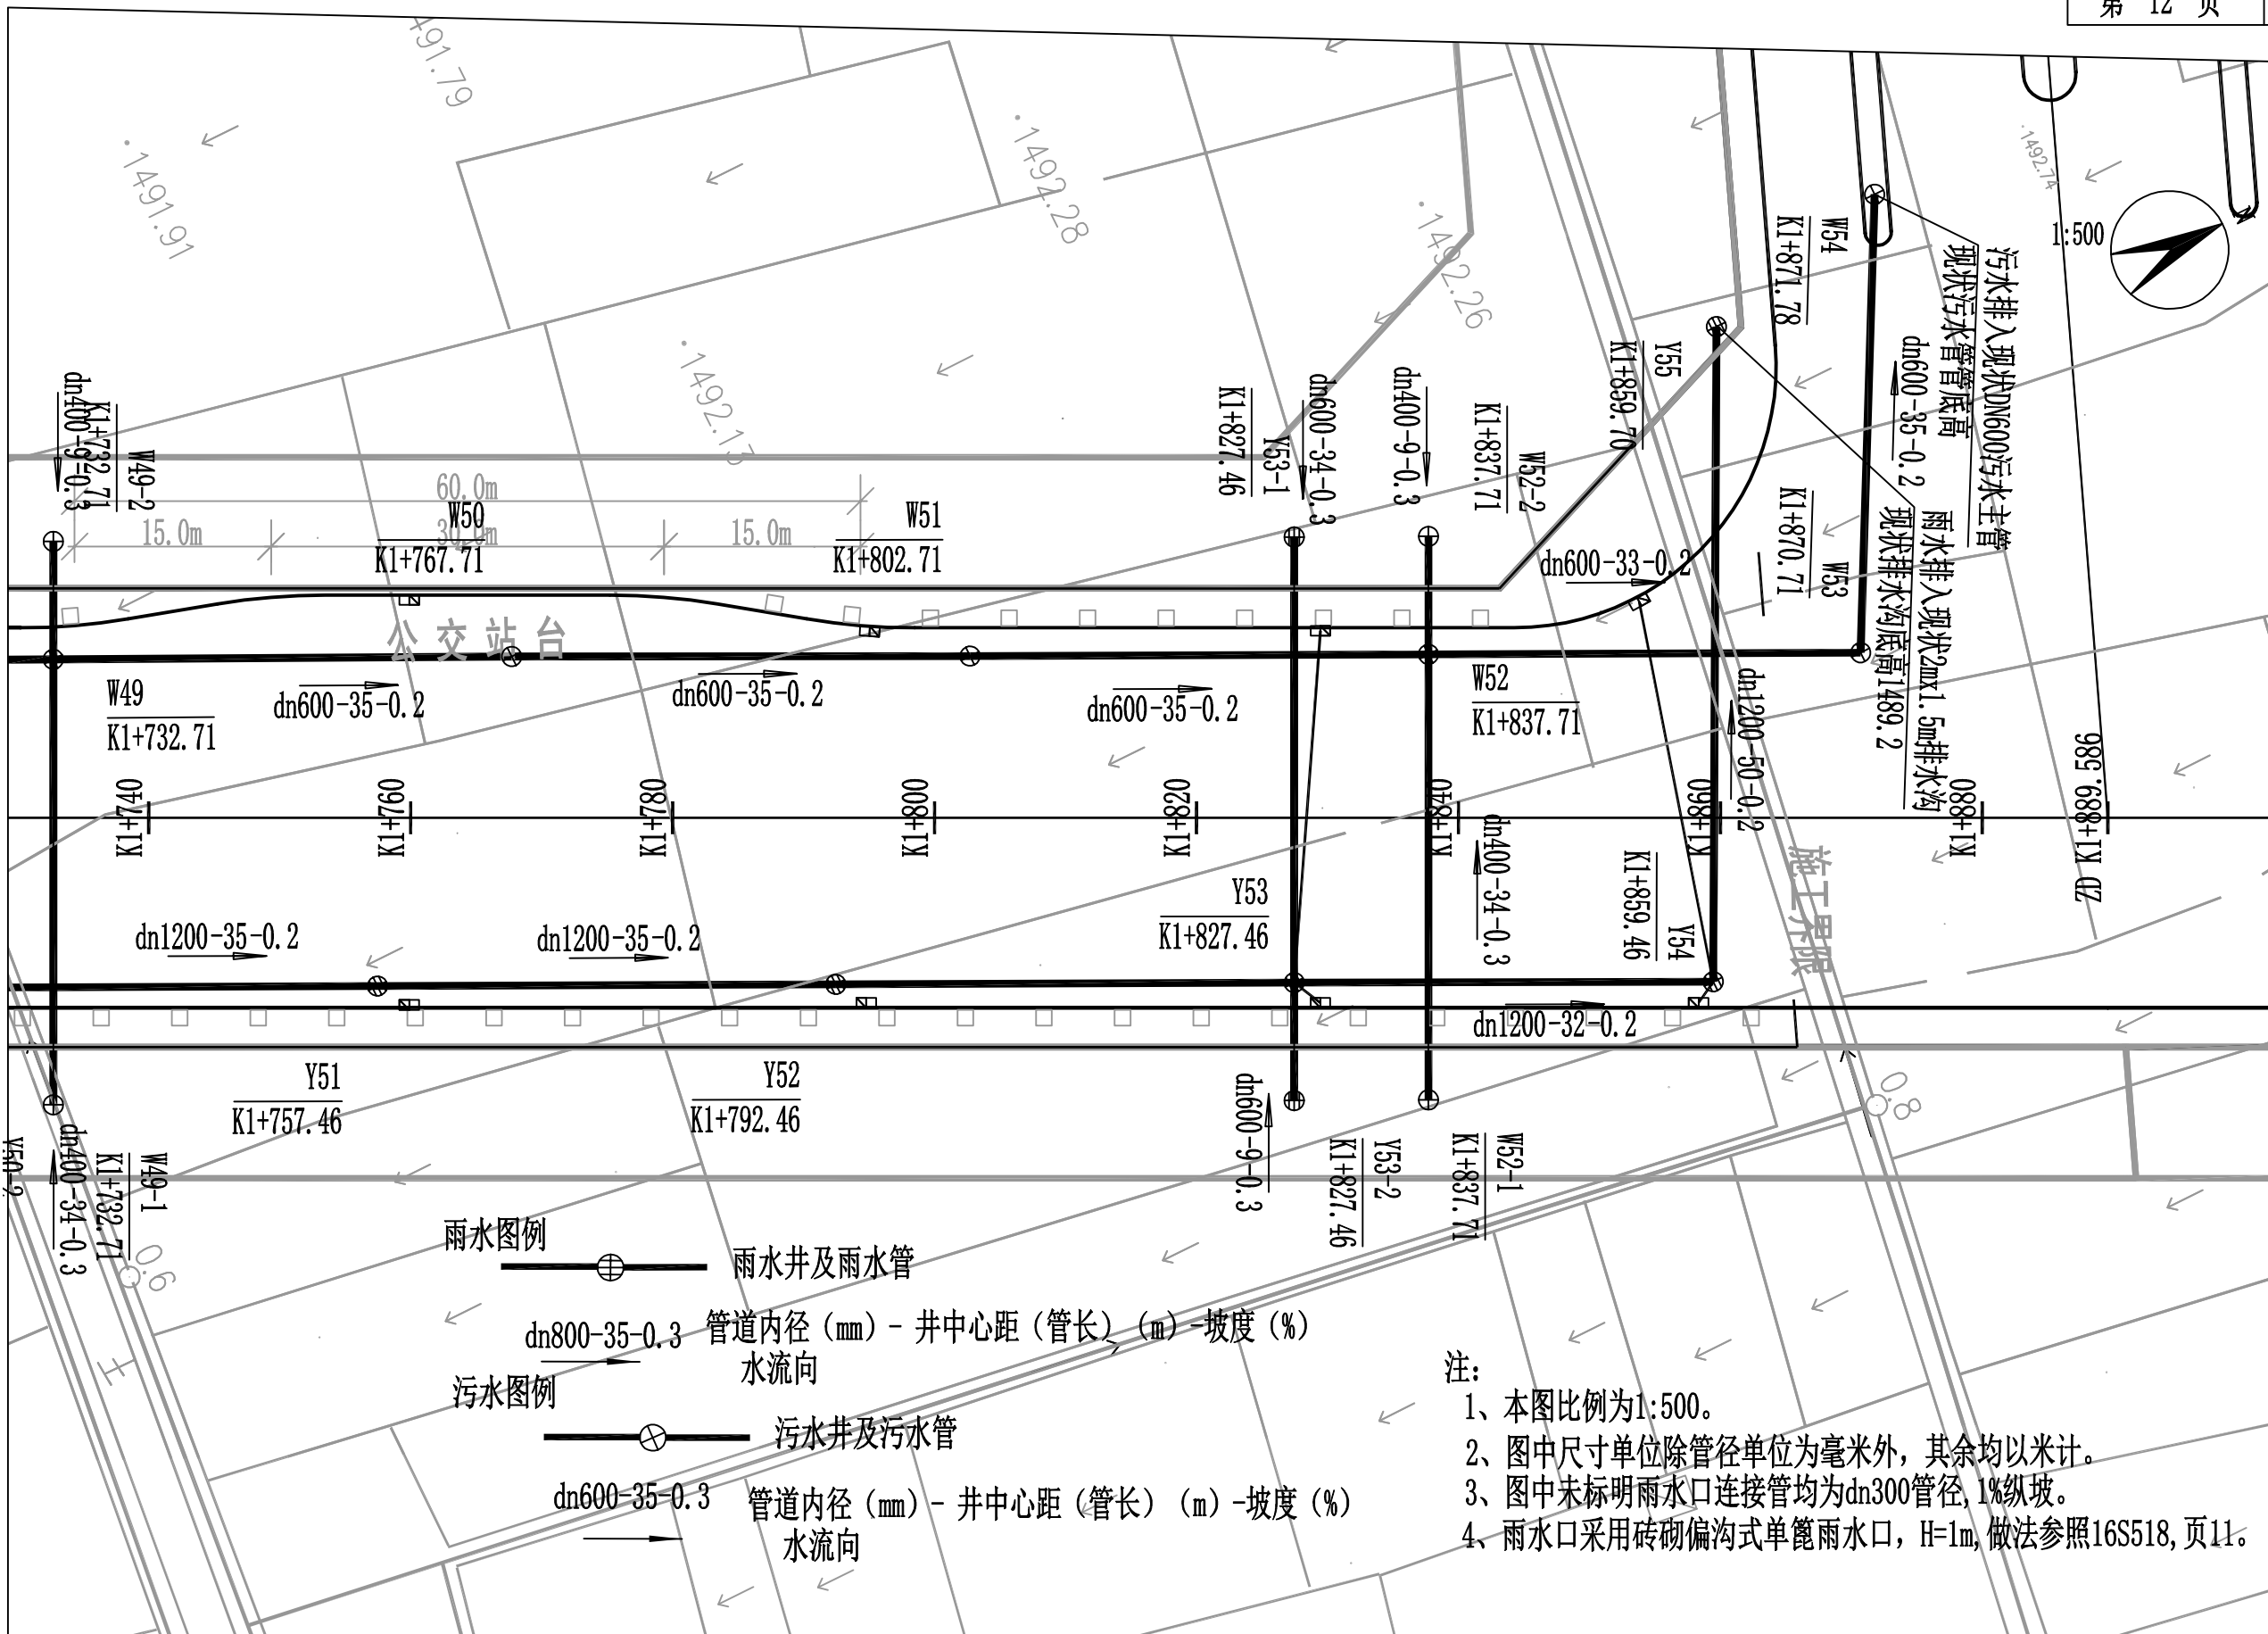 第 12 页
1491.79
1491.91
1492.28
1492.26
1492.13
1492.74
1:500
W54
K1+871.78
污水排入现状DN600污水主管
现状污水管管底高
dn600-35-0.2
Y55
K1+859.70
雨水排入现状2mx1.5m排水沟
现状排水沟底高1489.2
K1+870.71
W53
dn400-9-0.3
W49-2
K1+732.71
60.0m
15.0m
30.0m
15.0m
W50
K1+767.71
W51
K1+802.71
Y53-1
K1+827.46
dn600-34-0.3
dn400-9-0.3
W52-2
K1+837.71
dn600-33-0.2
公交站台
W49
K1+732.71
dn600-35-0.2
dn600-35-0.2
dn600-35-0.2
W52
K1+837.71
dn1200-50-0.2
K1+740
K1+760
K1+780
K1+800
K1+820
K1+840
K1+860
K1+880
ZD K1+889.586
dn1200-35-0.2
dn1200-35-0.2
Y53
K1+827.46
dn400-34-0.3
Y54
K1+859.46
施工界限
dn1200-32-0.2
Y51
K1+757.46
Y52
K1+792.46
dn600-9-0.3
Y53-2
K1+827.46
W52-1
K1+837.71
0.8
Y50-2
dn400-34-0.3
W49-1
K1+732.71
0.6
土
雨水图例
雨水井及雨水管
dn800-35-0.3 管道内径（mm）- 井中心距（管长）（m）-坡度（%）
水流向
污水图例
污水井及污水管
dn600-35-0.3 管道内径（mm）- 井中心距（管长）（m）-坡度（%）
水流向
注：
1、本图比例为1:500。
2、图中尺寸单位除管径单位为毫米外，其余均以米计。
3、图中未标明雨水口连接管均为dn300管径,1%纵坡。
4、雨水口采用砖砌偏沟式单篦雨水口，H=1m,做法参照16S518,页11。